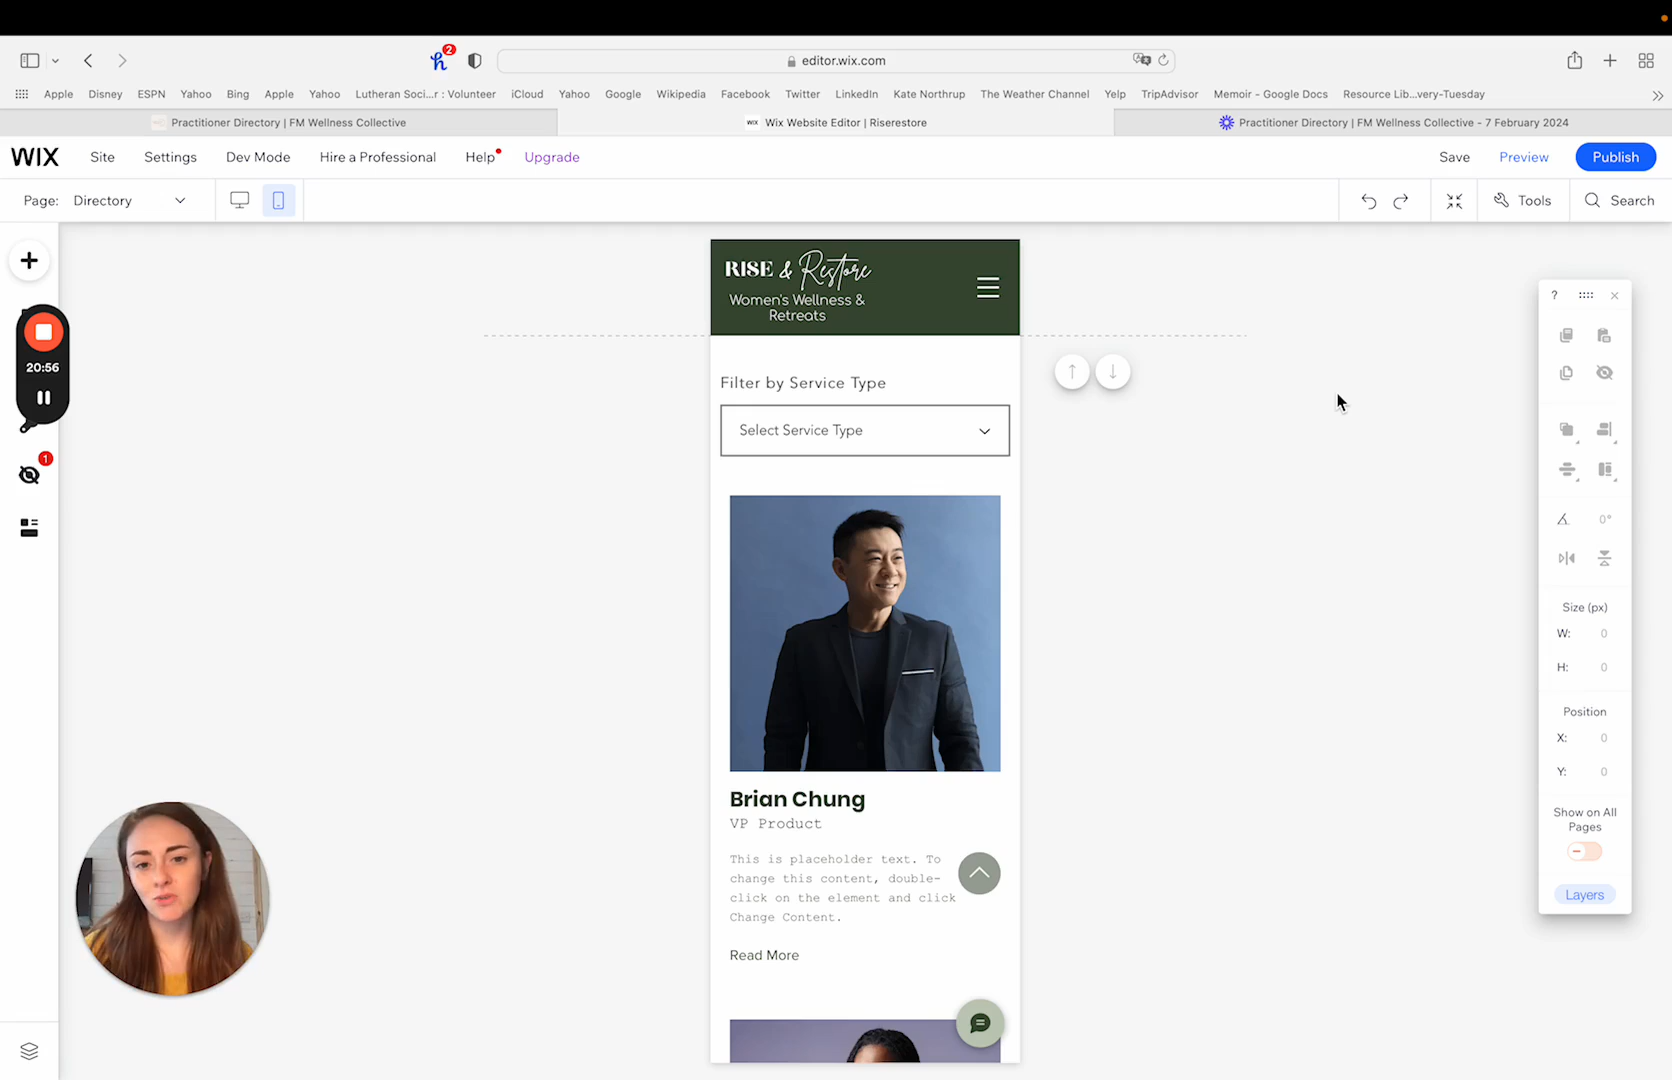 2
h
editor.wix.com
Apple Disney ESPN Yahoo Bing Apple Yahoo Lutheran Soci...r : Volunteer iCloud Yahoo Google Wikipedia Facebook Twitter LinkedIn Kate Northrup The Weather Channel Yelp TripAdvisor Memoir - Google Docs Resource Lib...very-Tuesday
Practitioner Directory | FM Wellness Collective
WIX Wix Website Editor | Riserestore
Practitioner Directory | FM Wellness Collective - 7 February 2024
WIX Site Settings Dev Mode Hire a Professional Help Upgrade
Save Preview Publish
Page: Directory
Tools Search
RISE & Restore
Women's Wellness &
Retreats
20:56
1
Filter by Service Type
Select Service Type
Brian Chung
VP Product
This is placeholder text. To
change this content, double-
click on the element and click
Change Content.
Read More
?
0°
Size (px)
W: 0
H: 0
Position
X: 0
Y: 0
Show on All
Pages
Layers